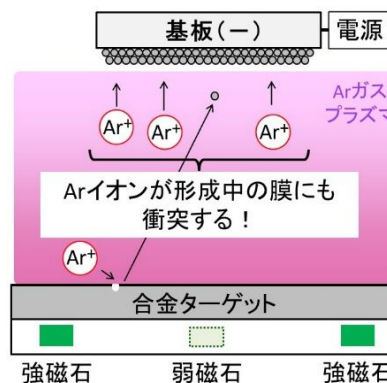 基板(－)
電源
Arガス
プラズマ
Ar⁺
Ar⁺
Ar⁺
Arイオンが形成中の膜にも
衝突する！
Ar⁺
合金ターゲット
強磁石
弱磁石
強磁石